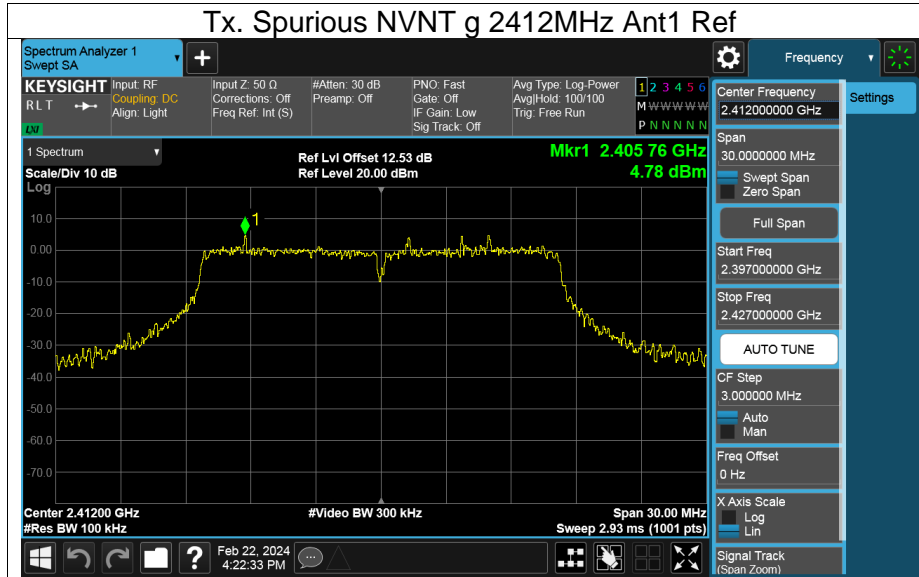 Tx. Spurious NVNT g 2412MHz Ant1 Ref
Spectrum Analyzer 1
Swept SA
Frequency
KEYSIGHT
R L T
LXI
Input: RF
Coupling: DC
Align: Light
Input Z: 50 Ω
Corrections: Off
Freq Ref: Int (S)
#Atten: 30 dB
Preamp: Off
PNO: Fast
Gate: Off
IF Gain: Low
Sig Track: Off
Avg Type: Log-Power
Avg|Hold: 100/100
Trig: Free Run
1 2 3 4 5 6
M W W W W W
P N N N N N
Center Frequency
2.412000000 GHz
Settings
1 Spectrum
Scale/Div 10 dB
Log
Ref Lvl Offset 12.53 dB
Ref Level 20.00 dBm
Mkr1 2.405 76 GHz
4.78 dBm
Span
30.0000000 MHz
Swept Span
Zero Span
Full Span
Start Freq
2.397000000 GHz
Stop Freq
2.427000000 GHz
AUTO TUNE
CF Step
3.000000 MHz
Auto
Man
Freq Offset
0 Hz
X Axis Scale
Log
Lin
Signal Track
(Span Zoom)
1
10.0
0.00
-10.0
-20.0
-30.0
-40.0
-50.0
-60.0
-70.0
Center 2.41200 GHz
#Res BW 100 kHz
#Video BW 300 kHz
Span 30.00 MHz
Sweep 2.93 ms (1001 pts)
?
Feb 22, 2024
4:22:33 PM